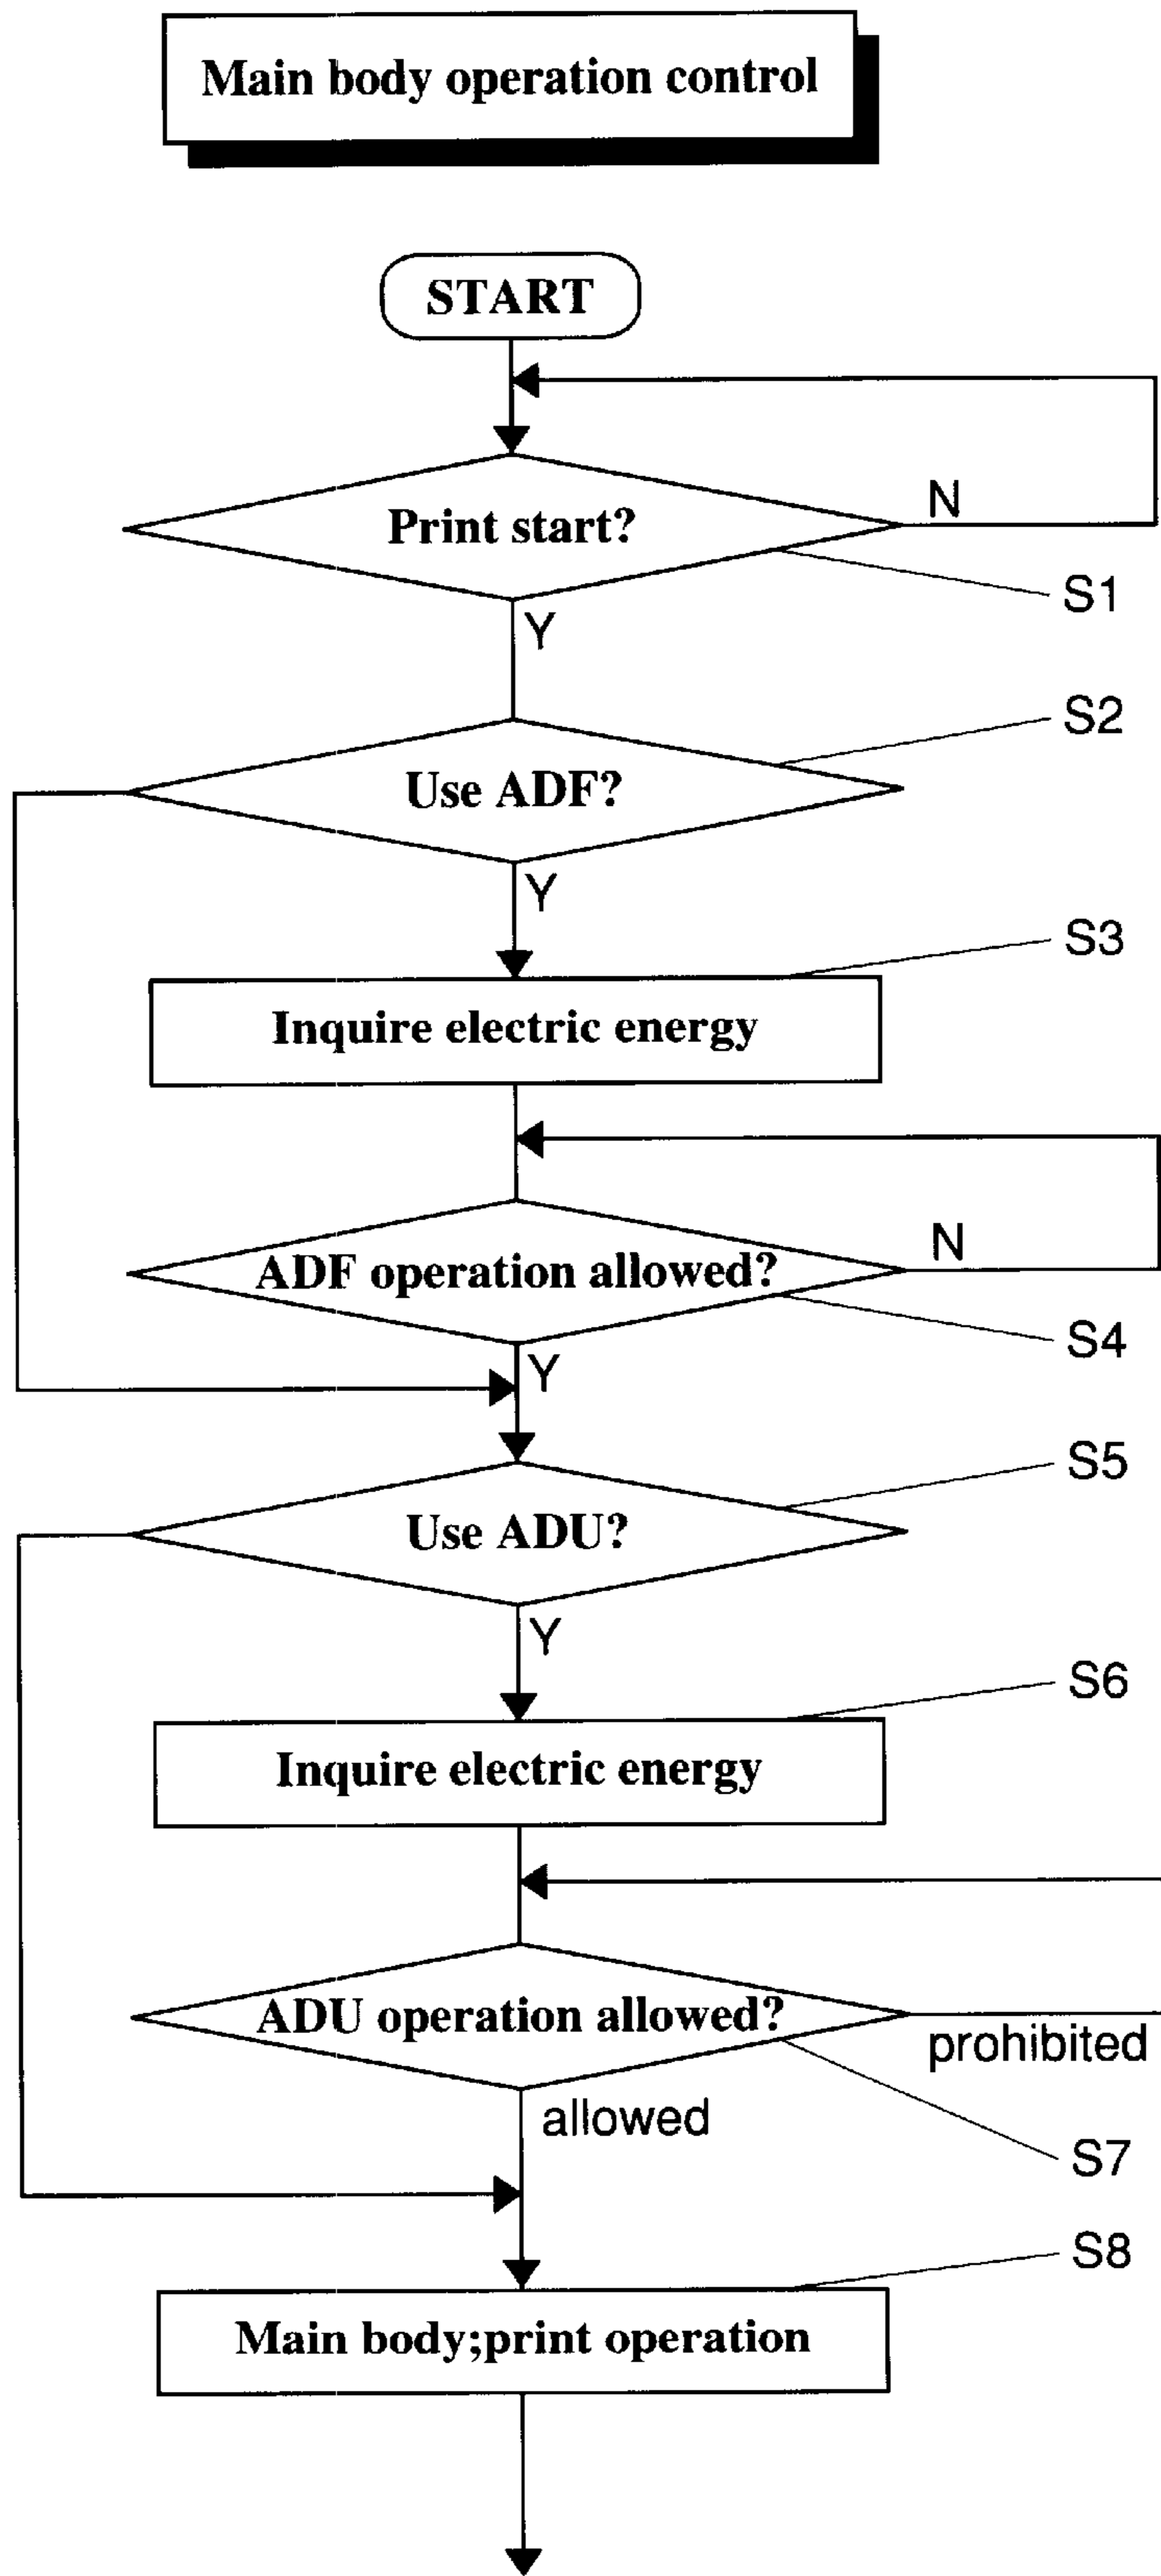 Main body operation control
START
Print start?
N
S1
Y
S2
Use ADF?
Y
S3
Inquire electric energy
ADF operation allowed?
N
S4
Y
S5
Use ADU?
Y
S6
Inquire electric energy
ADU operation allowed?
prohibited
allowed
S7
S8
Main body;print operation